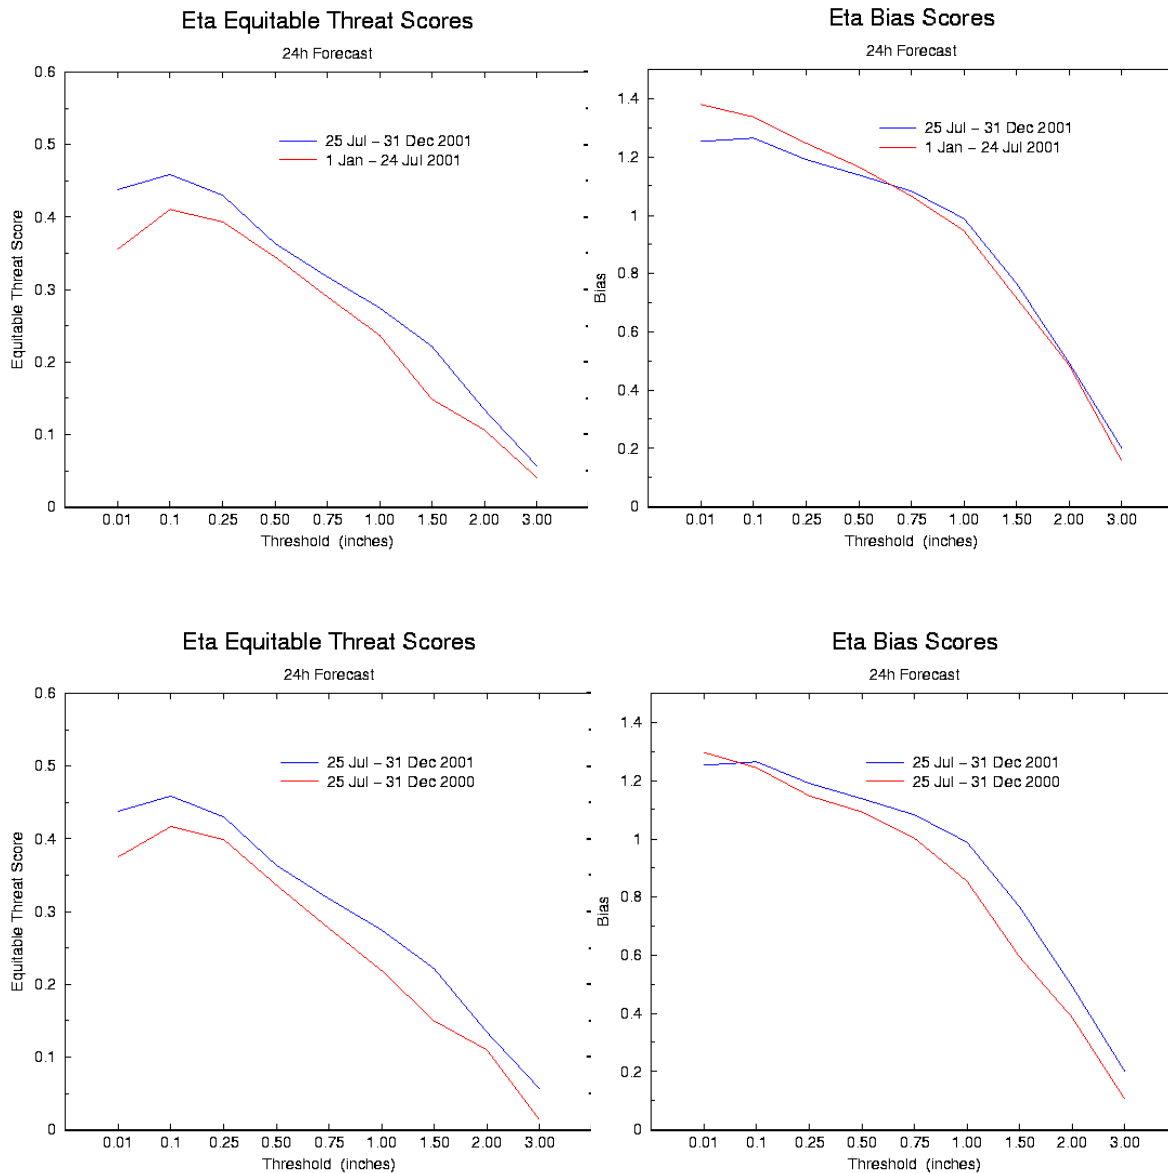 Eta Equitable Threat Scores
24h Forecast
0.6
0.5
0.4
0.3
0.2
0.1
0
Equitable Threat Score
25 Jul – 31 Dec 2001
1 Jan – 24 Jul 2001
0.01 0.1 0.25 0.50 0.75 1.00 1.50 2.00 3.00
Threshold (inches)
Eta Bias Scores
24h Forecast
1.4
1.2
1
0.8
0.6
0.4
0.2
0
Bias
25 Jul – 31 Dec 2001
1 Jan – 24 Jul 2001
0.01 0.1 0.25 0.50 0.75 1.00 1.50 2.00 3.00
Threshold (inches)
Eta Equitable Threat Scores
24h Forecast
0.6
0.5
0.4
0.3
0.2
0.1
0
Equitable Threat Score
25 Jul – 31 Dec 2001
25 Jul – 31 Dec 2000
0.01 0.1 0.25 0.50 0.75 1.00 1.50 2.00 3.00
Threshold (inches)
Eta Bias Scores
24h Forecast
1.4
1.2
1
0.8
0.6
0.4
0.2
0
Bias
25 Jul – 31 Dec 2001
25 Jul – 31 Dec 2000
0.01 0.1 0.25 0.50 0.75 1.00 1.50 2.00 3.00
Threshold (inches)